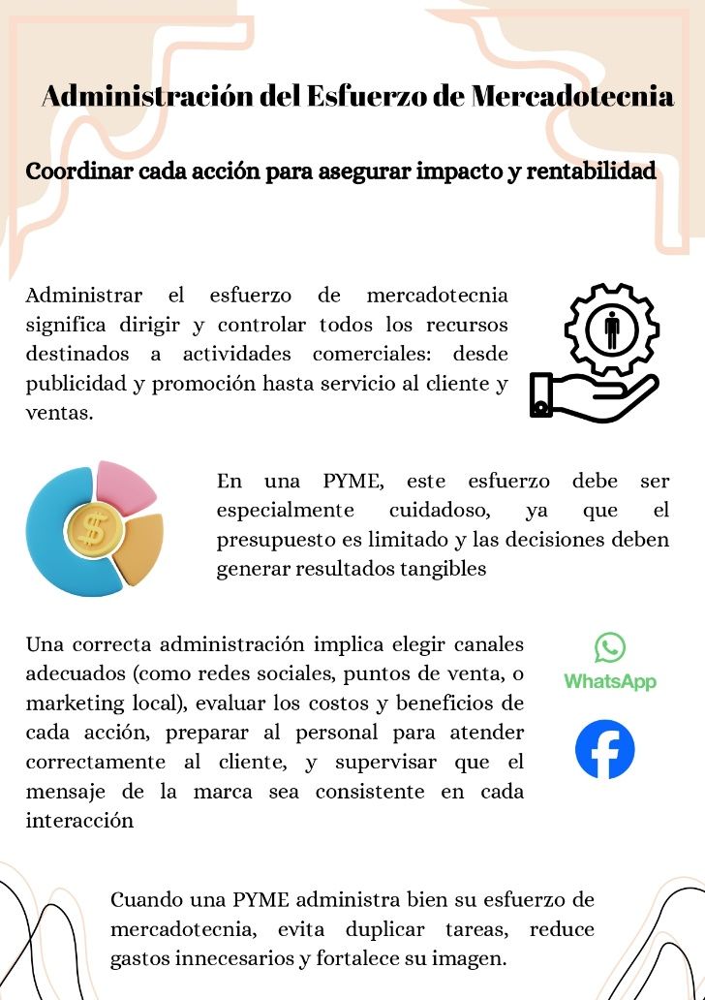 Administración del Esfuerzo de Mercadotecnia
Coordinar cada acción para asegurar impacto y rentabilidad
Administrar el esfuerzo de mercadotecnia
significa dirigir y controlar todos los recursos
destinados a actividades comerciales: desde
publicidad y promoción hasta servicio al cliente y
ventas.
En una PYME, este esfuerzo debe ser
especialmente cuidadoso, ya que el
presupuesto es limitado y las decisiones deben
generar resultados tangibles
Una correcta administración implica elegir canales
adecuados (como redes sociales, puntos de venta, o
marketing local), evaluar los costos y beneficios de
cada acción, preparar al personal para atender
correctamente al cliente, y supervisar que el
mensaje de la marca sea consistente en cada
interacción
WhatsApp
Cuando una PYME administra bien su esfuerzo de
mercadotecnia, evita duplicar tareas, reduce
gastos innecesarios y fortalece su imagen.